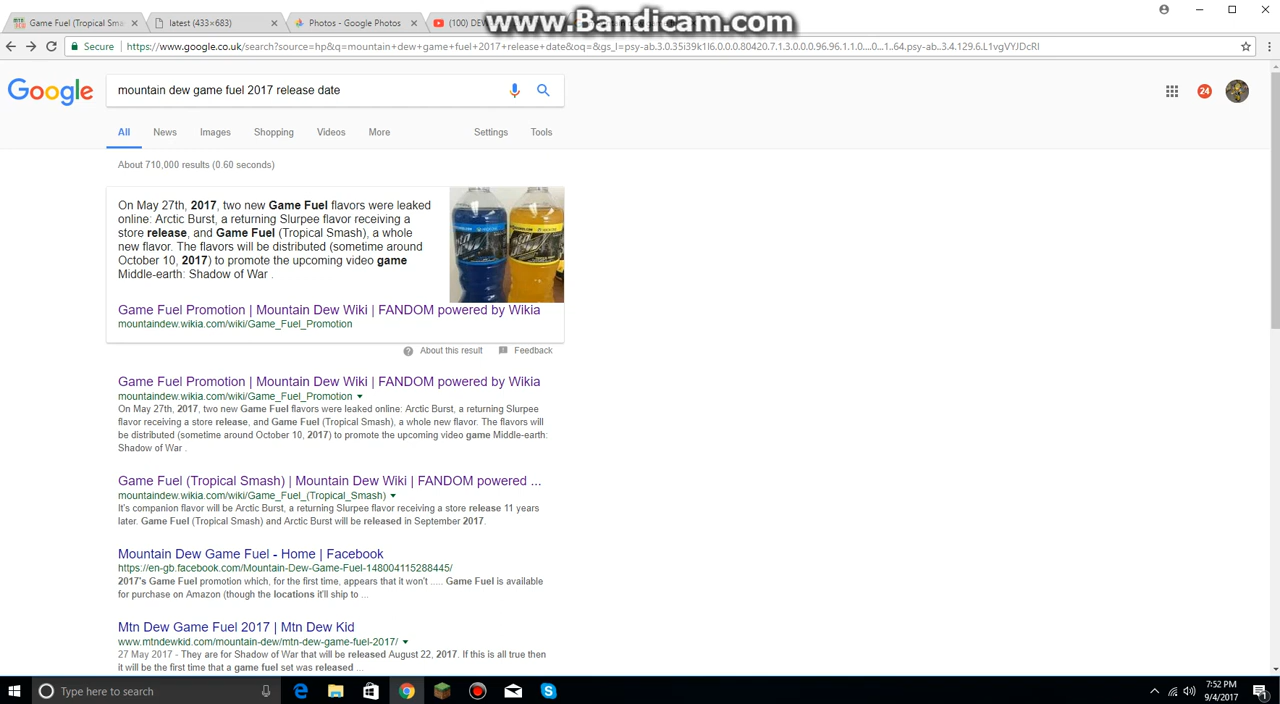 www.Bandicam.com
Game Fuel (Tropical Sma
latest (433×683)
Photos - Google Photos
(100) DEW
Secure
https://www.google.co.uk/search?source=hp&q=mountain+dew+game+fuel+2017+release+date&oq=&gs_l=psy-ab.3.0.35i39k1l6.0.0.0.80420.7.1.3.0.0.0.96.96.1.1.0....0...1..64.psy-ab..3.4.129.6.L1vgVYJDcRI
Google
mountain dew game fuel 2017 release date
24
All
News
Images
Shopping
Videos
More
Settings
Tools
About 710,000 results (0.60 seconds)
On May 27th, 2017, two new Game Fuel flavors were leaked
online: Arctic Burst, a returning Slurpee flavor receiving a
store release, and Game Fuel (Tropical Smash), a whole
new flavor. The flavors will be distributed (sometime around
October 10, 2017) to promote the upcoming video game
Middle-earth: Shadow of War .
Game Fuel Promotion | Mountain Dew Wiki | FANDOM powered by Wikia
mountaindew.wikia.com/wiki/Game_Fuel_Promotion
About this result
Feedback
Game Fuel Promotion | Mountain Dew Wiki | FANDOM powered by Wikia
mountaindew.wikia.com/wiki/Game_Fuel_Promotion
On May 27th, 2017, two new Game Fuel flavors were leaked online: Arctic Burst, a returning Slurpee
flavor receiving a store release, and Game Fuel (Tropical Smash), a whole new flavor. The flavors will
be distributed (sometime around October 10, 2017) to promote the upcoming video game Middle-earth:
Shadow of War .
Game Fuel (Tropical Smash) | Mountain Dew Wiki | FANDOM powered ...
mountaindew.wikia.com/wiki/Game_Fuel_(Tropical_Smash)
It's companion flavor will be Arctic Burst, a returning Slurpee flavor receiving a store release 11 years
later. Game Fuel (Tropical Smash) and Arctic Burst will be released in September 2017.
Mountain Dew Game Fuel - Home | Facebook
https://en-gb.facebook.com/Mountain-Dew-Game-Fuel-148004115288445/
2017's Game Fuel promotion which, for the first time, appears that it won't ..... Game Fuel is available
for purchase on Amazon (though the locations it'll ship to ...
Mtn Dew Game Fuel 2017 | Mtn Dew Kid
www.mtndewkid.com/mountain-dew/mtn-dew-game-fuel-2017/
27 May 2017 - They are for Shadow of War that will be released August 22, 2017. If this is all true then
it will be the first time that a game fuel set was released ...
Type here to search
7:52 PM
9/4/2017
1